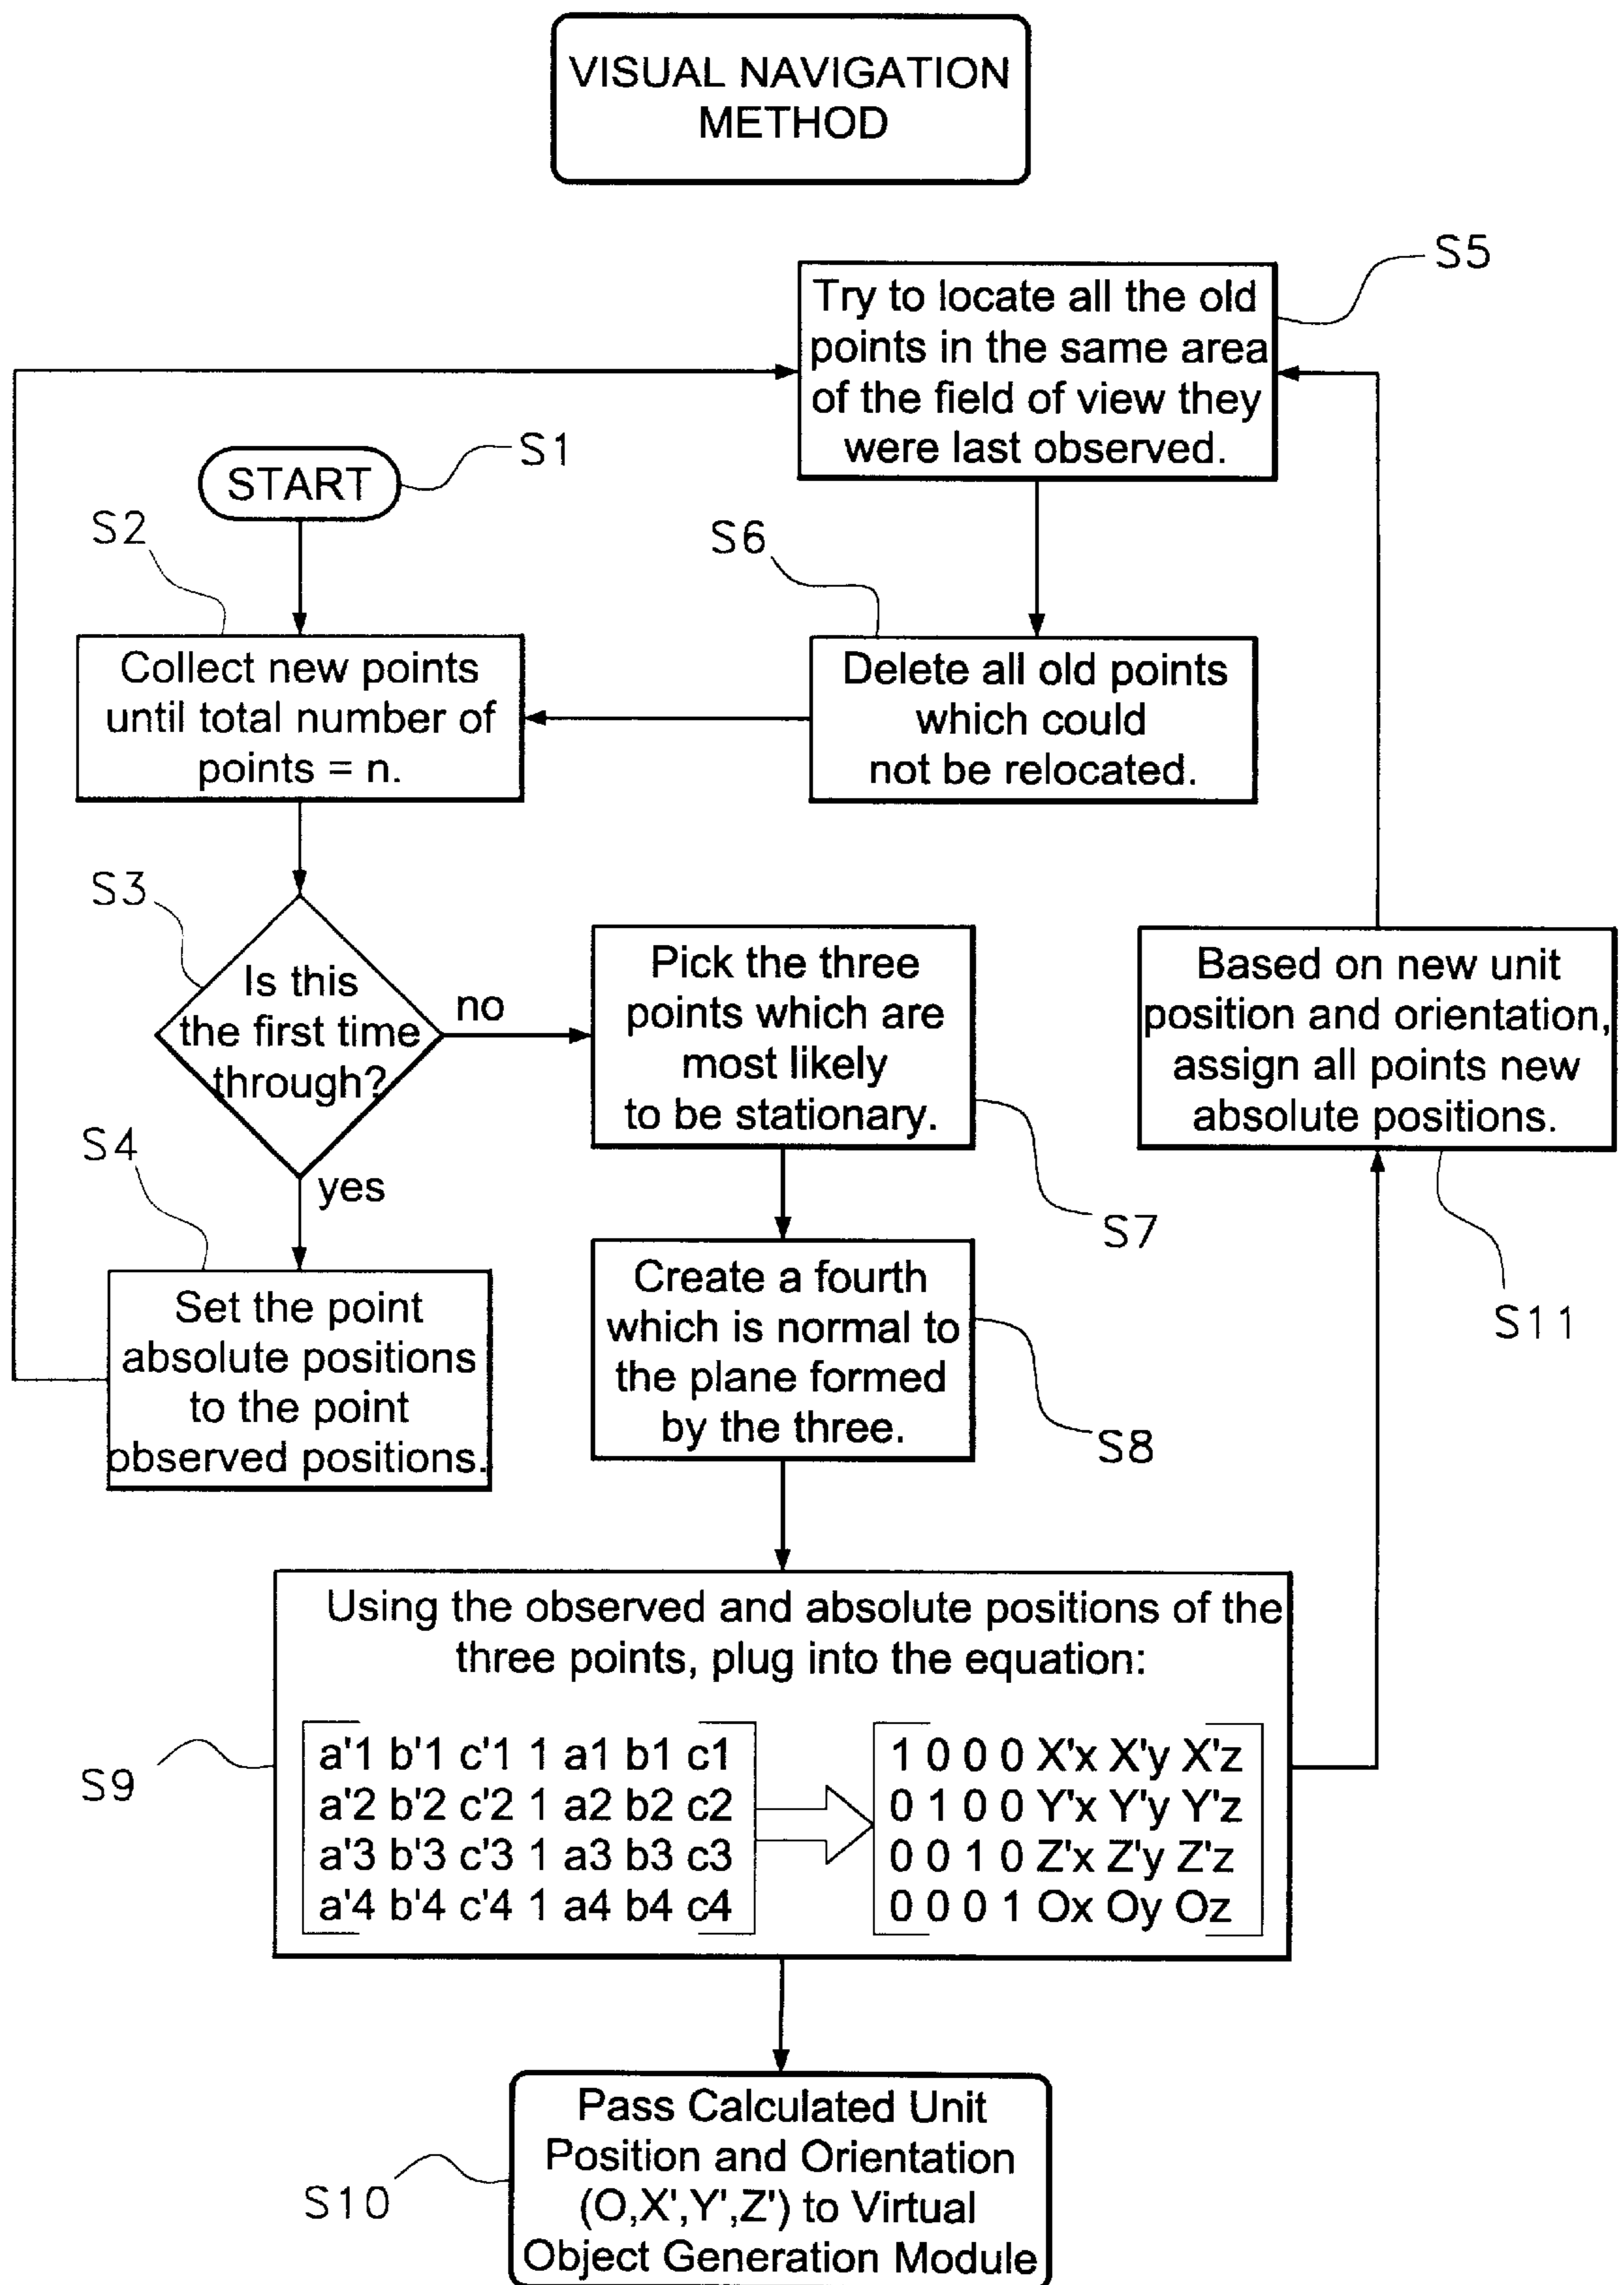 VISUAL NAVIGATION
METHOD
S5
Try to locate all the old
points in the same area
of the field of view they
were last observed.
S1
START
S2
S6
Collect new points
until total number of
points = n.
Delete all old points
which could
not be relocated.
S3
Is this
the first time
through?
no
yes
Pick the three
points which are
most likely
to be stationary.
S7
Based on new unit
position and orientation,
assign all points new
absolute positions.
S11
S4
Set the point
absolute positions
to the point
observed positions.
Create a fourth
which is normal to
the plane formed
by the three.
S8
Using the observed and absolute positions of the
three points, plug into the equation:
S9
a'1 b'1 c'1 1 a1 b1 c1
a'2 b'2 c'2 1 a2 b2 c2
a'3 b'3 c'3 1 a3 b3 c3
a'4 b'4 c'4 1 a4 b4 c4
1 0 0 0 X'x X'y X'z
0 1 0 0 Y'x Y'y Y'z
0 0 1 0 Z'x Z'y Z'z
0 0 0 1 Ox Oy Oz
S10
Pass Calculated Unit
Position and Orientation
(O,X',Y',Z') to Virtual
Object Generation Module